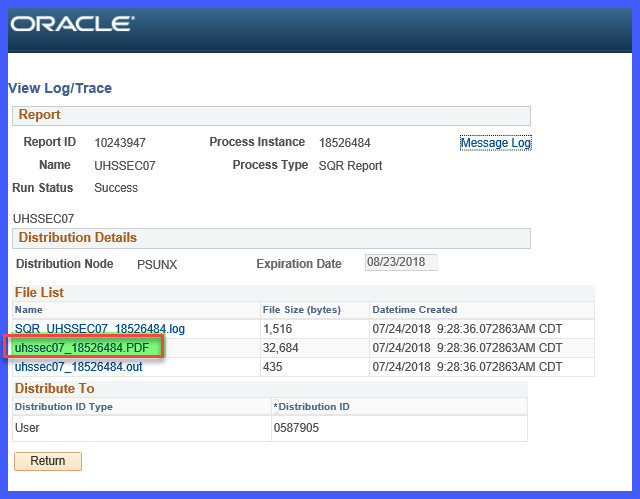 ORACLE®
View Log/Trace
Report
Report ID 10243947 Process Instance 18526484 Message Log
Name UHSSEC07 Process Type SQR Report
Run Status Success
UHSSEC07
Distribution Details
Distribution Node PSUNX Expiration Date 08/23/2018
File List
Name File Size (bytes) Datetime Created
SQR_UHSSEC07_18526484.log 1,516 07/24/2018 9:28:36.072863AM CDT
uhssec07_18526484.PDF 32,684 07/24/2018 9:28:36.072863AM CDT
uhssec07_18526484.out 435 07/24/2018 9:28:36.072863AM CDT
Distribute To
Distribution ID Type *Distribution ID
User 0587905
Return